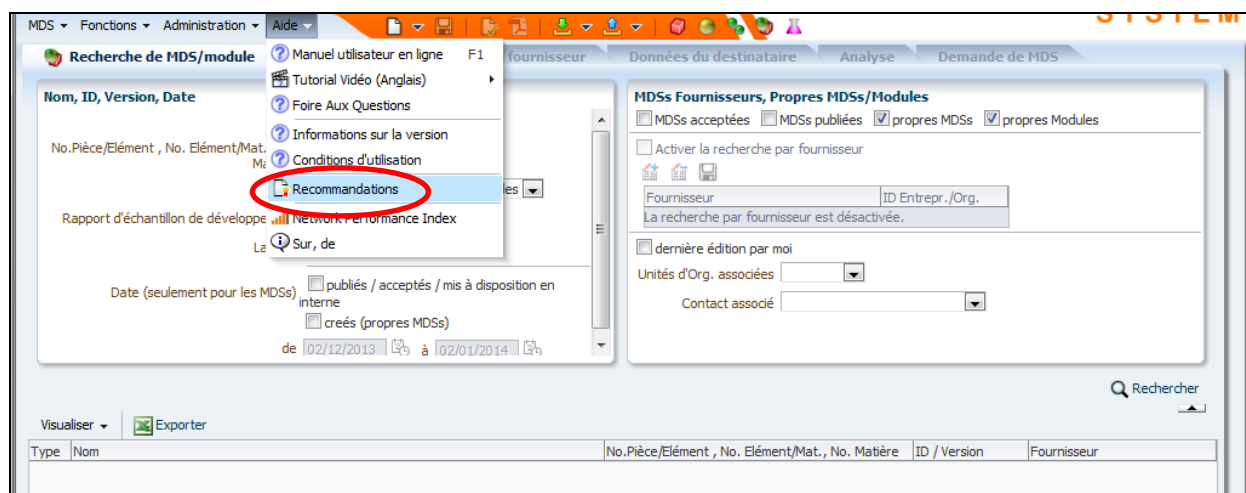 SYSTEM
MDS Fonctions Administration Aide
Recherche de MDS/module
fournisseur
Données du destinataire
Analyse
Demande de MDS
Manuel utilisateur en ligne F1
Tutorial Vidéo (Anglais)
Foire Aux Questions
Informations sur la version
Conditions d'utilisation
Recommandations
Network Performance Index
Sur, de
Nom, ID, Version, Date
No.Pièce/Elément , No. Elément/Mat.
Rapport d'échantillon de développe
Date (seulement pour les MDSs)
publiés / acceptés / mis à disposition en
interne
creés (propres MDSs)
de 02/12/2013 à 02/01/2014
MDSs Fournisseurs, Propres MDSs/Modules
MDSs acceptées MDSs publiées propres MDSs propres Modules
Activer la recherche par fournisseur
Fournisseur ID Entrepr./Org.
La recherche par fournisseur est désactivée.
dernière édition par moi
Unités d'Org. associées
Contact associé
Rechercher
Visualiser Exporter
Type Nom No.Pièce/Elément , No. Elément/Mat., No. Matière ID / Version Fournisseur